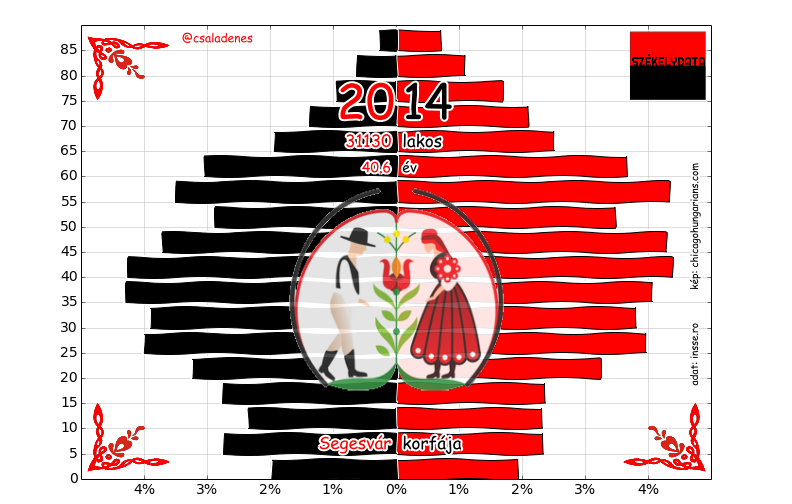 @csaladenes
SZÉKELYDATA
2014
31130 lakos
40.6 év
kép: chicagohungarians.com
adat: insse.ro
Segesvár korfája
85
80
75
70
65
60
55
50
45
40
35
30
25
20
15
10
5
0
4% 3% 2% 1% 0% 1% 2% 3% 4%